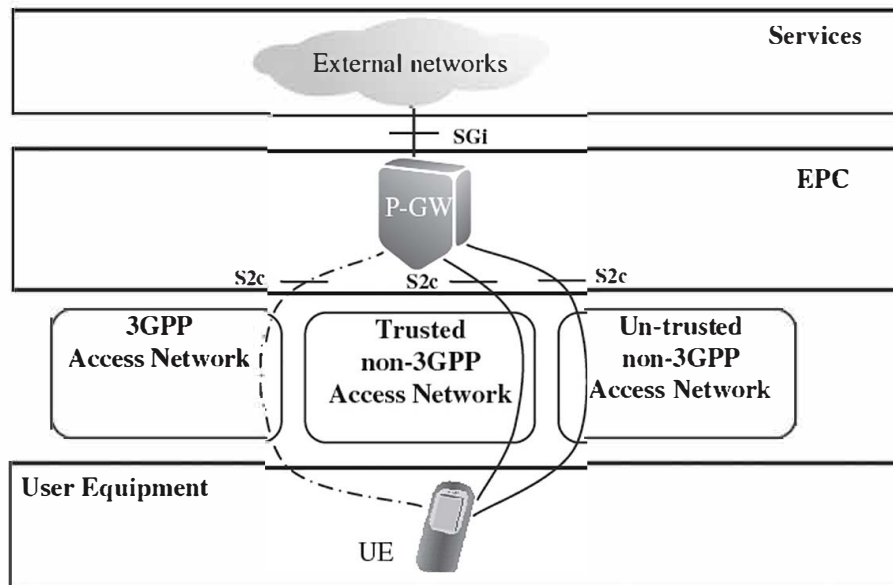 Services
External networks
SGi
EPC
P-GW
S2c
S2c
S2c
3GPP
Access Network
Trusted
non-3GPP
Access Network
Un-trusted
non-3GPP
Access Network
User Equipment
UE